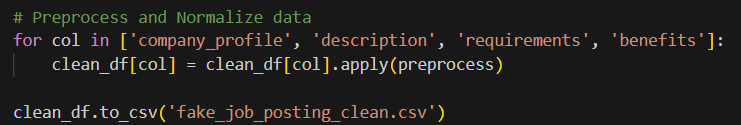 # Preprocess and Normalize data
for col in ['company_profile', 'description', 'requirements', 'benefits']:
    clean_df[col] = clean_df[col].apply(preprocess)

clean_df.to_csv('fake_job_posting_clean.csv')